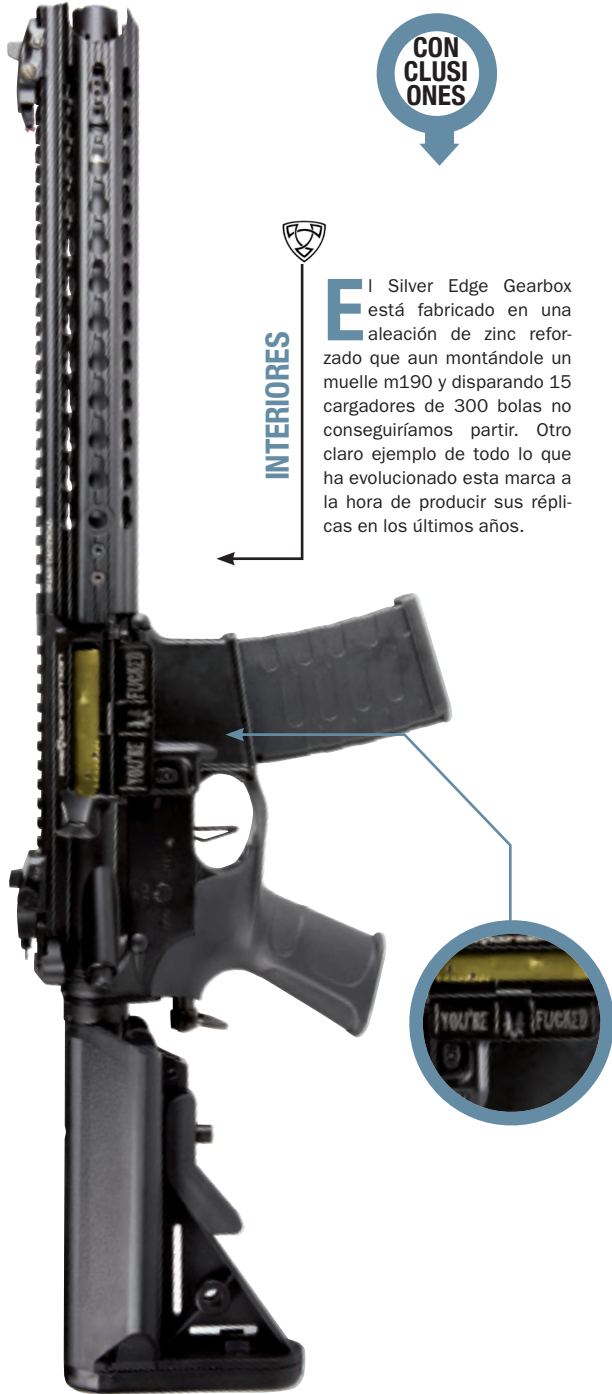 CON
CLUSI
ONES
INTERIORES
El Silver Edge Gearbox
está fabricado en una
aleación de zinc refor-
zado que aun montándole un
muelle m190 y disparando 15
cargadores de 300 bolas no
conseguiríamos partir. Otro
claro ejemplo de todo lo que
ha evolucionado esta marca a
la hora de producir sus répli-
cas en los últimos años.
YOU'RE FUCKED
YOU'RE FUCKED